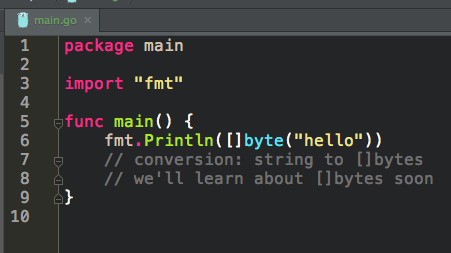 main.go
1 package main
2
3 import "fmt"
4
5 func main() {
6     fmt.Println([]byte("hello"))
7     // conversion: string to []bytes
8     // we'll learn about []bytes soon
9 }
10